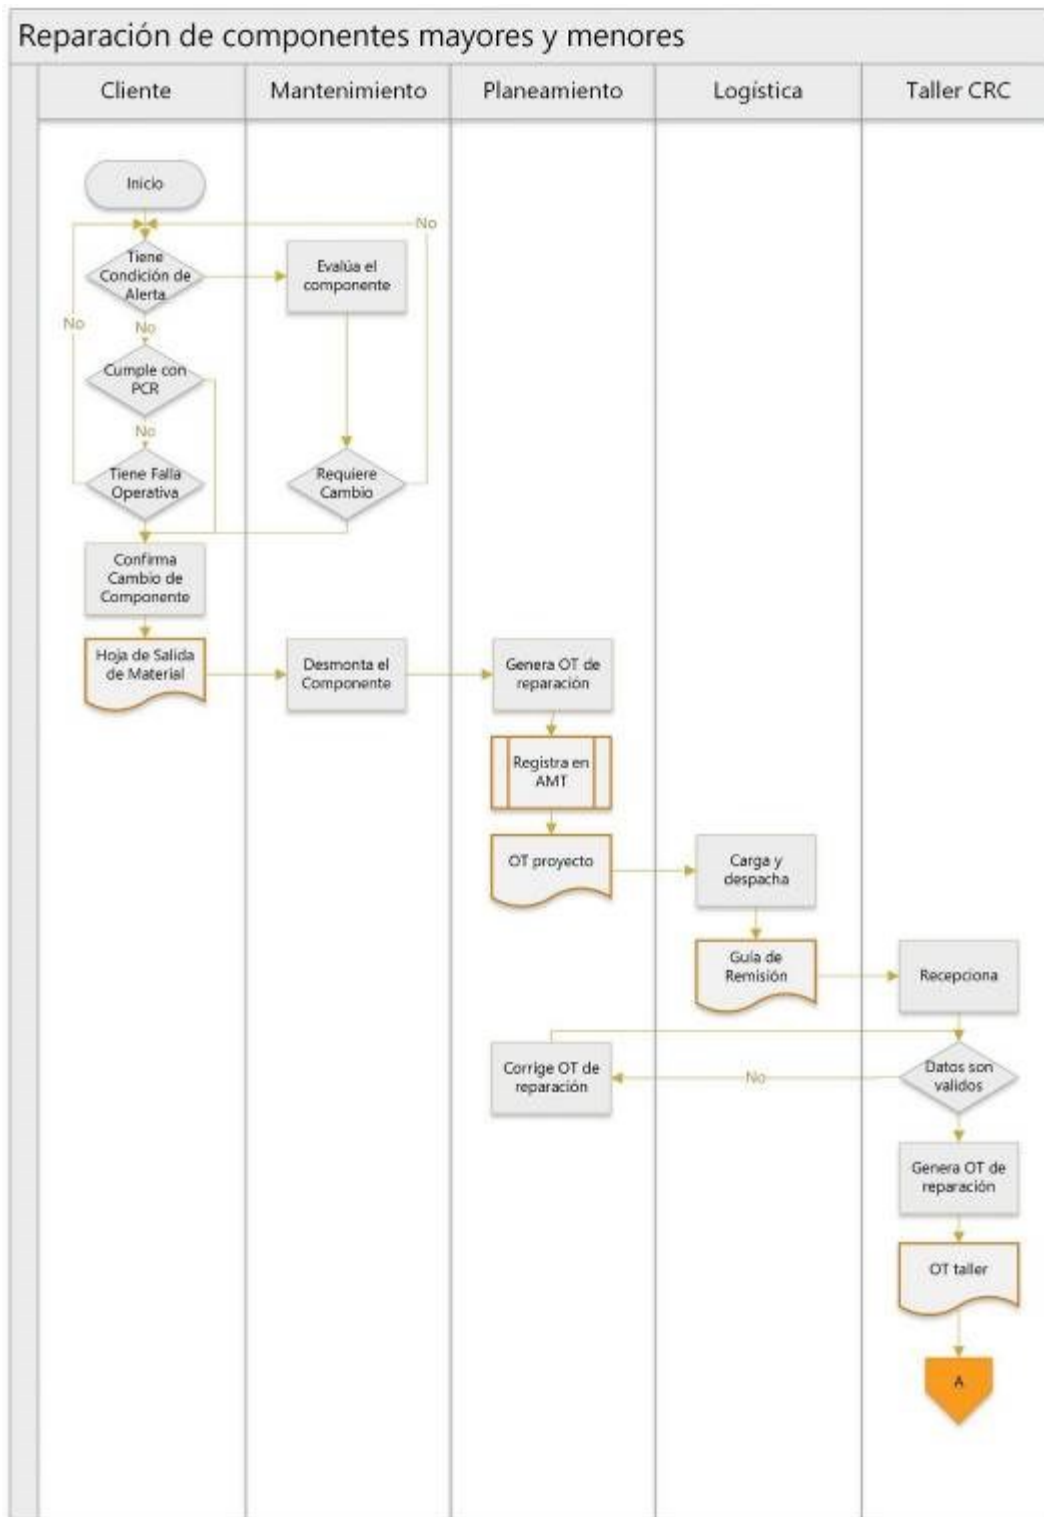 Reparación de componentes mayores y menores
Cliente
Mantenimiento
Planeamiento
Logística
Taller CRC
Inicio
No
Tiene
Condición de
Alerta
Evalúa el
componente
No
No
Cumple con
PCR
No
Tiene Falla
Operativa
Requiere
Cambio
Confirma
Cambio de
Componente
Hoja de Salida
de Material
Desmonta el
Componente
Genera OT de
reparación
Registra en
AMT
OT proyecto
Carga y
despacha
Guía de
Remisión
Recepciona
Corrige OT de
reparación
No
Datos son
validos
Genera OT de
reparación
OT taller
A